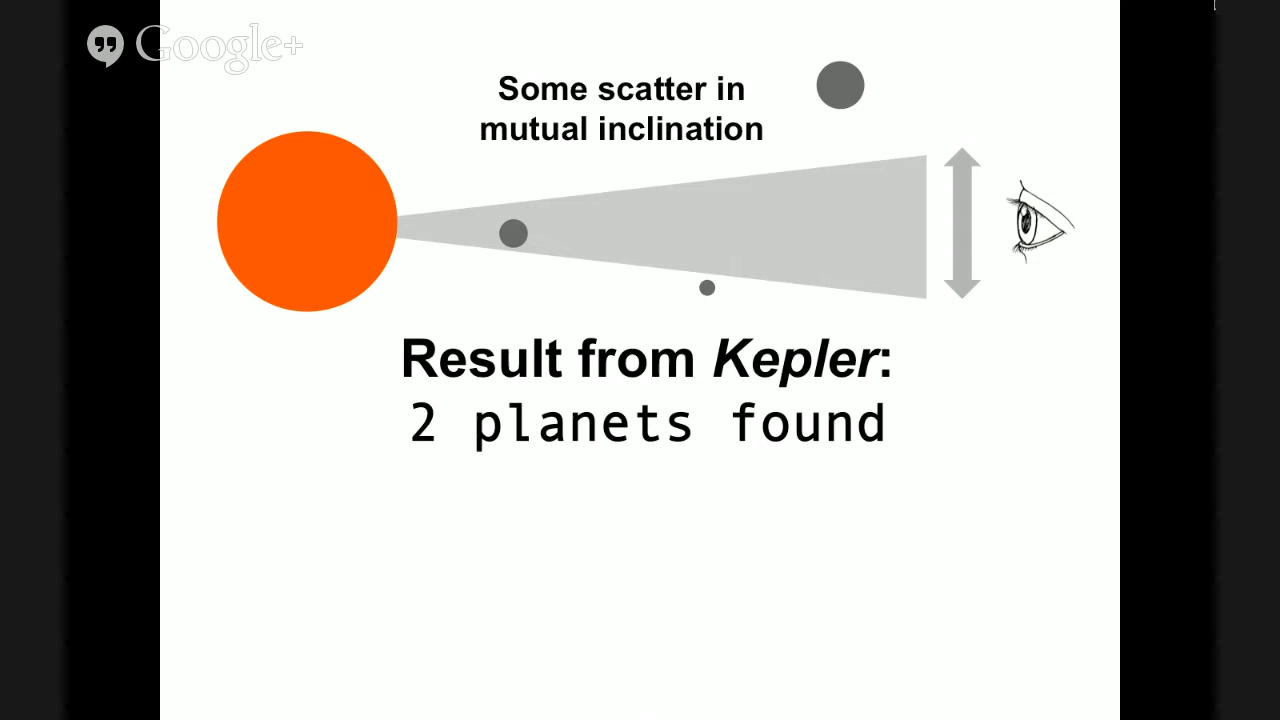 Google+
Some scatter in
mutual inclination
Result from Kepler:
2 planets found